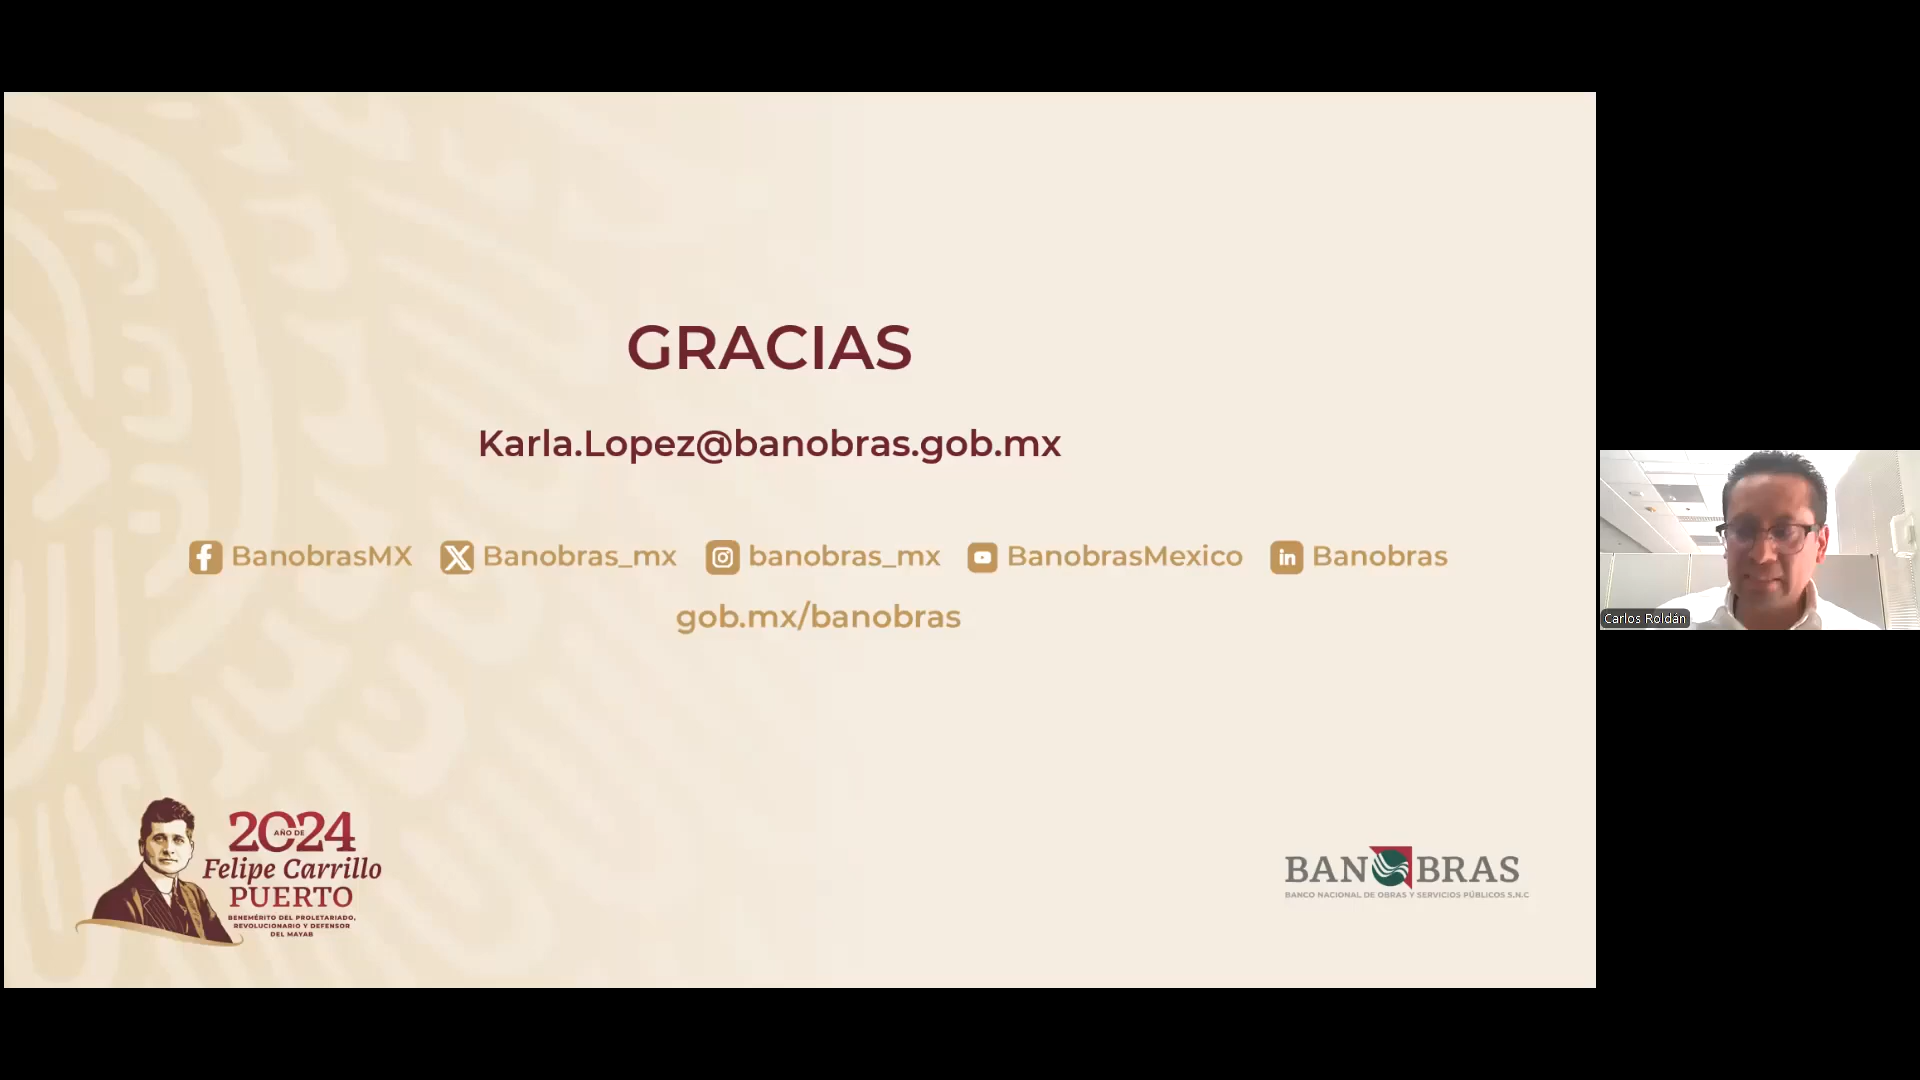 GRACIAS
Karla.Lopez@banobras.gob.mx
BanobrasMX Banobras_mx banobras_mx BanobrasMexico Banobras
gob.mx/banobras
Carlos Roldán
2024
AÑO DE
Felipe Carrillo
PUERTO
BENEMÉRITO DEL PROLETARIADO,
REVOLUCIONARIO Y DEFENSOR
DEL MAYAB
BANOBRAS
BANCO NACIONAL DE OBRAS Y SERVICIOS PÚBLICOS S.N.C